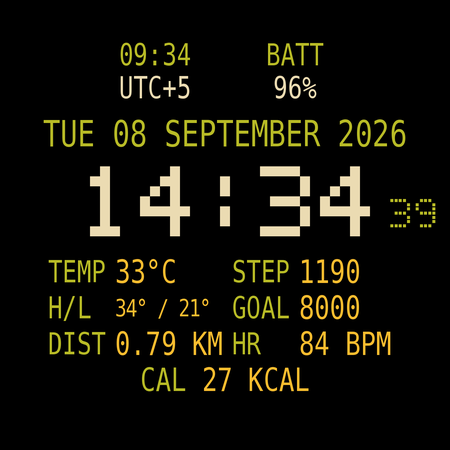 09:34 BATT
UTC+5 96%
TUE 08 SEPTEMBER 2026
14:34 39
TEMP 33°C STEP 1190
H/L 34° / 21° GOAL 8000
DIST 0.79 KM HR 84 BPM
CAL 27 KCAL